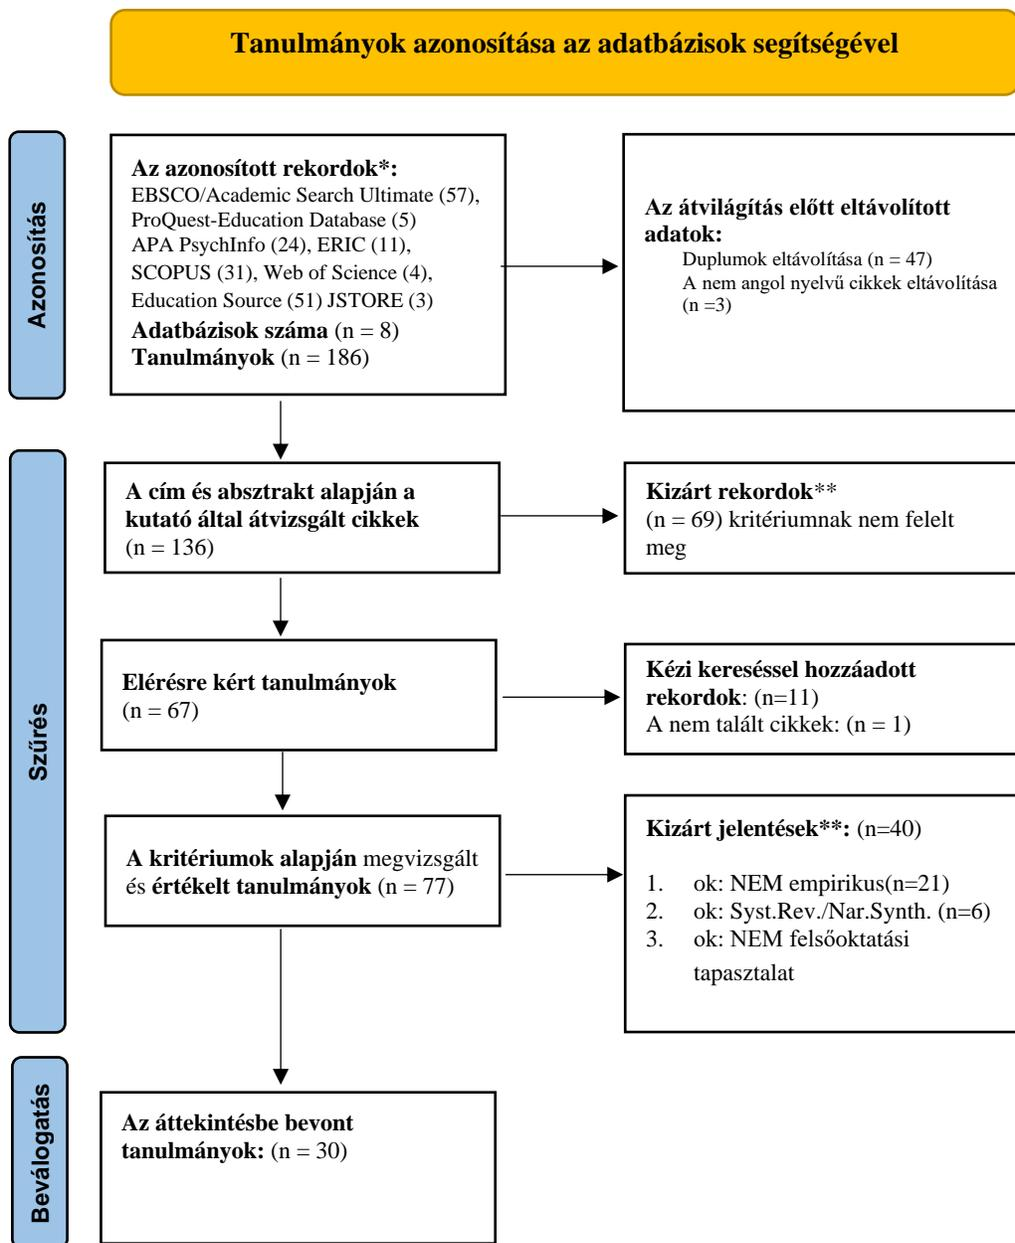 Tanulmányok azonosítása az adatbázisok segítségével
Azonosítás
Az azonosított rekordok*:
EBSCO/Academic Search Ultimate (57),
ProQuest-Education Database (5)
APA PsychInfo (24), ERIC (11),
SCOPUS (31), Web of Science (4),
Education Source (51) JSTORE (3)
Adatbázisok száma (n = 8)
Tanulmányok (n = 186)
Az átvilágítás előtt eltávolított
adatok:
Duplumok eltávolítása (n = 47)
A nem angol nyelvű cikkek eltávolítása
(n =3)
Szűrés
A cím és absztrakt alapján a
kutató által átvizsgált cikkek
(n = 136)
Kizárt rekordok**
(n = 69) kritériumnak nem felelt
meg
Elérésre kért tanulmányok
(n = 67)
Kézi kereséssel hozzáadott
rekordok: (n=11)
A nem talált cikkek: (n = 1)
A kritériumok alapján megvizsgált
és értékelt tanulmányok (n = 77)
Kizárt jelentések**: (n=40)
1. ok: NEM empirikus(n=21)
2. ok: Syst.Rev./Nar.Synth. (n=6)
3. ok: NEM felsőoktatási
tapasztalat
Beválogatás
Az áttekintésbe bevont
tanulmányok: (n = 30)